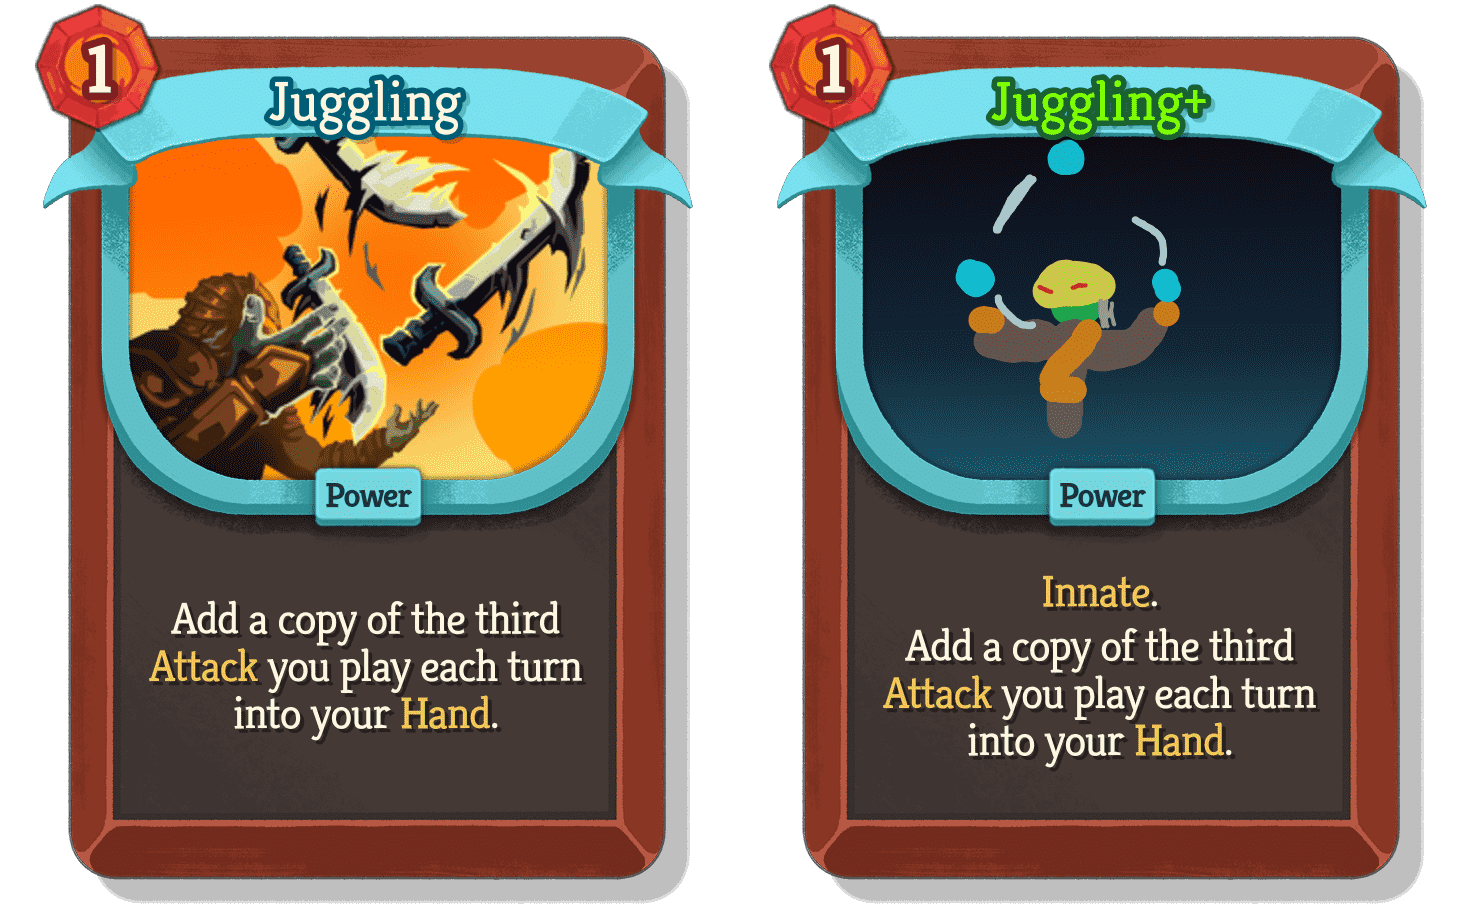 1
Juggling
Power
Add a copy of the third
Attack you play each turn
into your Hand.
1
Juggling+
Power
Innate.
Add a copy of the third
Attack you play each turn
into your Hand.